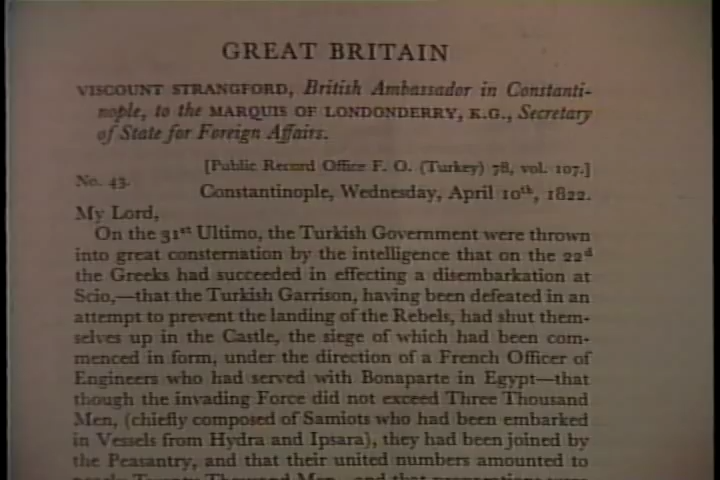 GREAT BRITAIN
VISCOUNT STRANGFORD, British Ambassador in Constanti-
nople, to the MARQUIS OF LONDONDERRY, K.G., Secretary
of State for Foreign Affairs.
[Public Record Office F. O. (Turkey) 78, vol. 107.]
No. 43.
Constantinople, Wednesday, April 10th, 1822.
My Lord,
On the 31st Ultimo, the Turkish Government were thrown
into great consternation by the intelligence that on the 22d
the Greeks had succeeded in effecting a disembarkation at
Scio,—that the Turkish Garrison, having been defeated in an
attempt to prevent the landing of the Rebels, had shut them-
selves up in the Castle, the siege of which had been com-
menced in form, under the direction of a French Officer of
Engineers who had served with Bonaparte in Egypt—that
though the invading Force did not exceed Three Thousand
Men, (chiefly composed of Samiots who had been embarked
in Vessels from Hydra and Ipsara), they had been joined by
the Peasantry, and that their united numbers amounted to